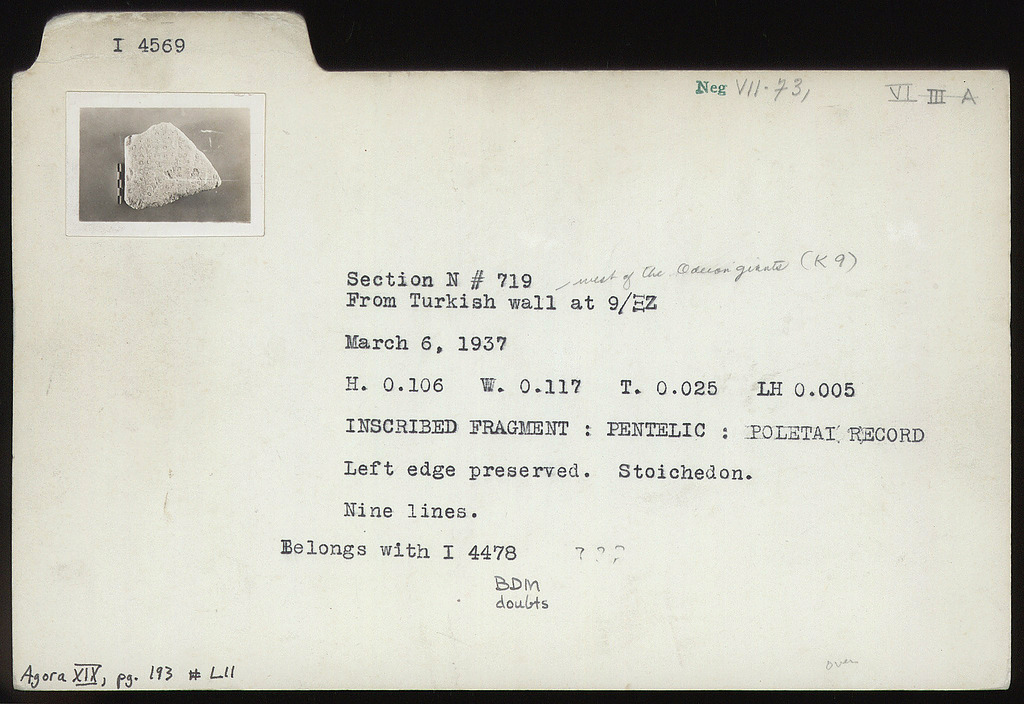 I 4569
Neg VII-73,
VI III A
Section N # 719 west of the Odeion giants (K 9)
From Turkish wall at 9/ΞZ
March 6, 1937
H. 0.106 W. 0.117 T. 0.025 LH 0.005
INSCRIBED FRAGMENT : PENTELIC : POLETAI RECORD
Left edge preserved. Stoichedon.
Nine lines.
Belongs with I 4478 ???
BDM
doubts
over
Agora XIX, pg. 193 # L11